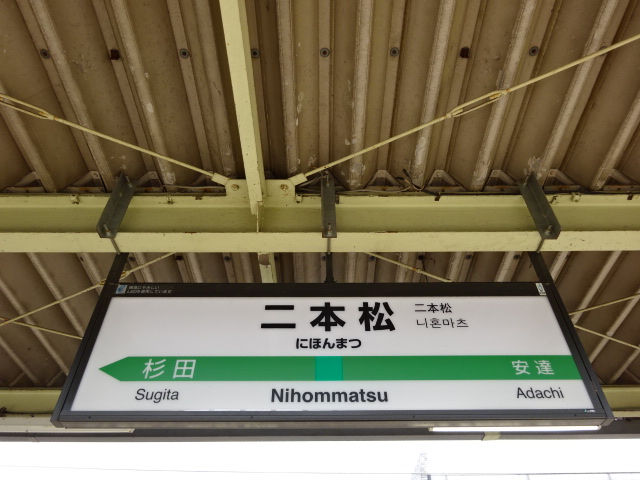 二本松
二本松
니혼마츠
にほんまつ
杉田
安達
Sugita
Nihommatsu
Adachi